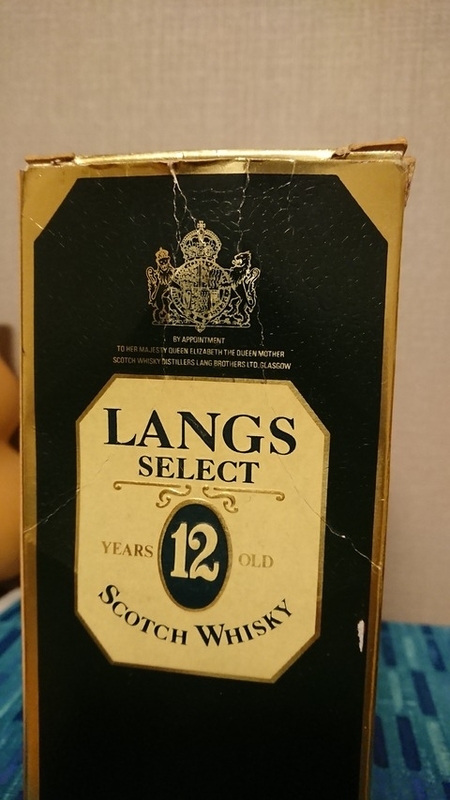 BY APPOINTMENT
TO HER MAJESTY QUEEN ELIZABETH THE QUEEN MOTHER
SCOTCH WHISKY DISTILLERS LANG BROTHERS LTD. GLASGOW
LANGS
SELECT
YEARS 12 OLD
SCOTCH WHISKY